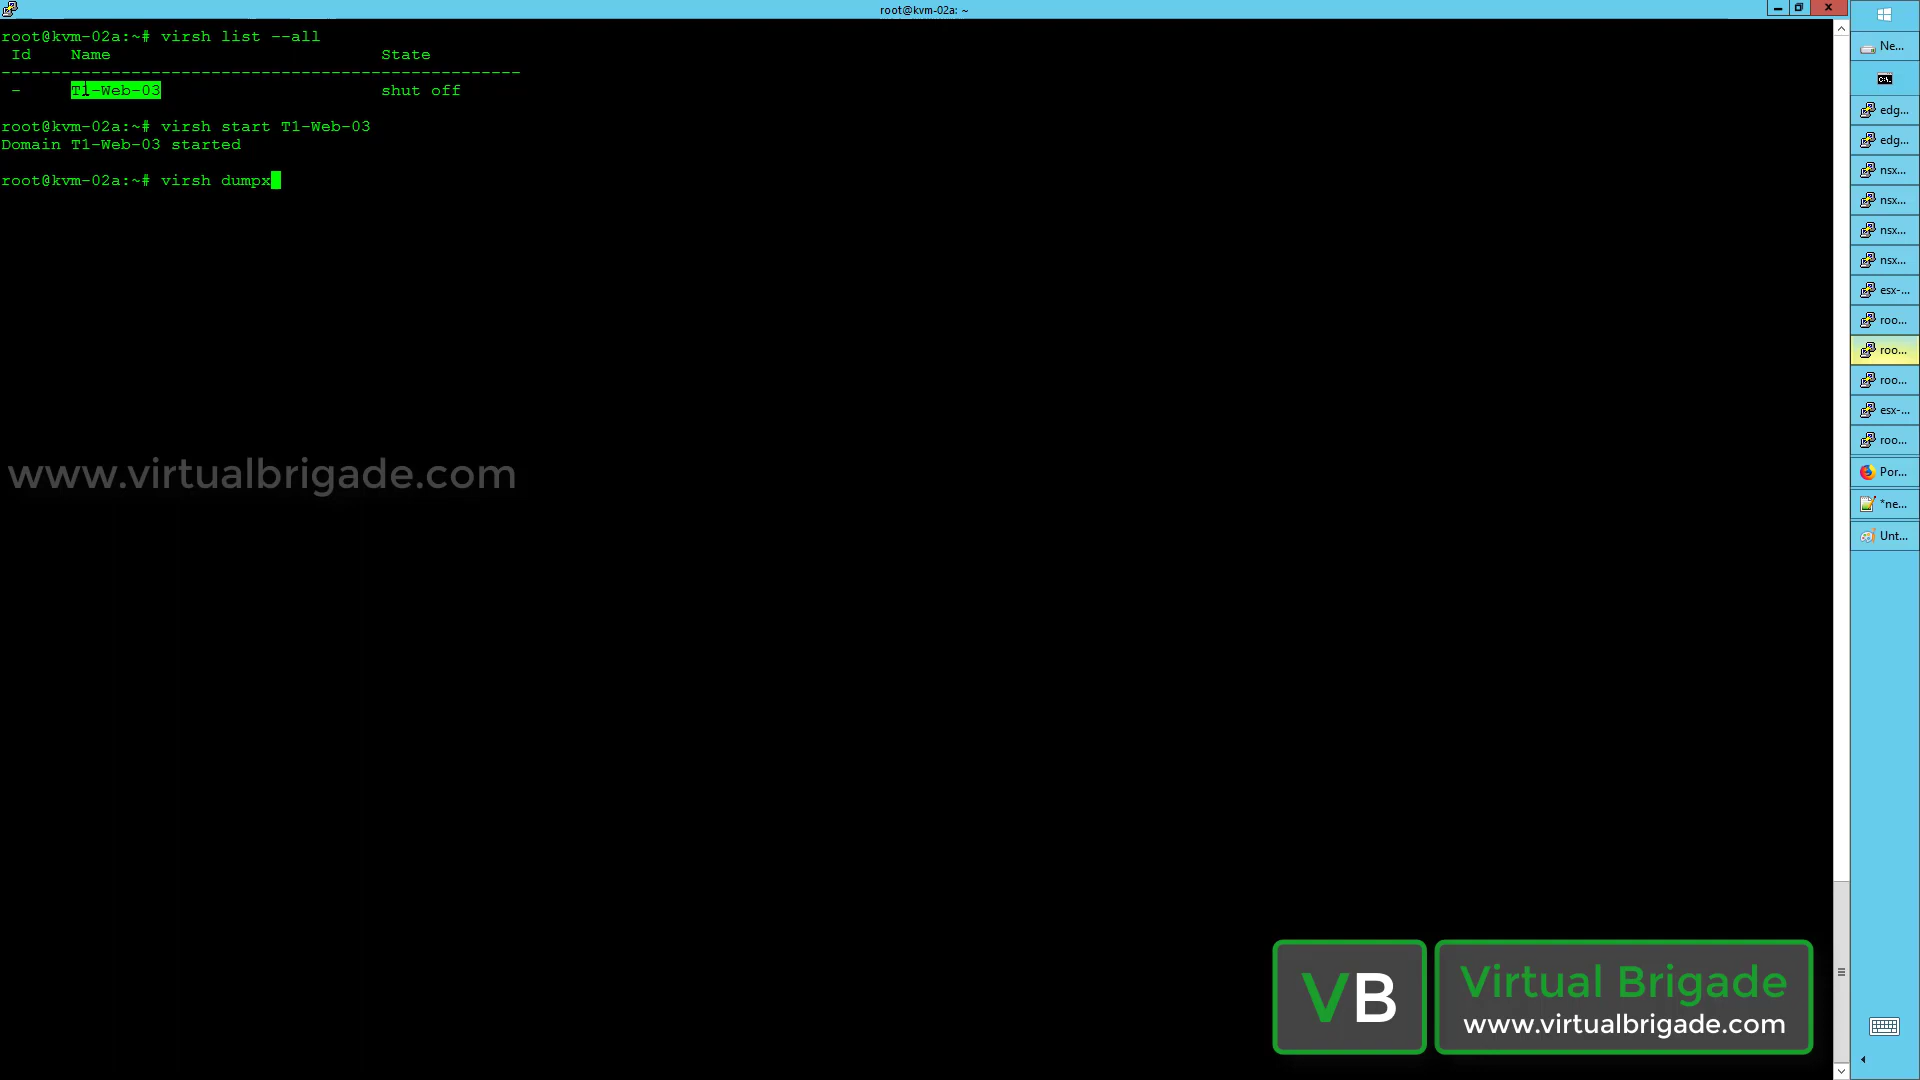 root@kvm-02a: ~
root@kvm-02a:~# virsh list --all
Id Name State
----------------------------------------------------
- T1-Web-03 shut off
root@kvm-02a:~# virsh start T1-Web-03
Domain T1-Web-03 started
root@kvm-02a:~# virsh dumpx
www.virtualbrigade.com
Ne...
edg...
edg...
nsx...
nsx...
nsx...
nsx...
esx-...
roo...
roo...
roo...
esx-...
roo...
Por...
*ne...
Unt...
VB
Virtual Brigade
www.virtualbrigade.com